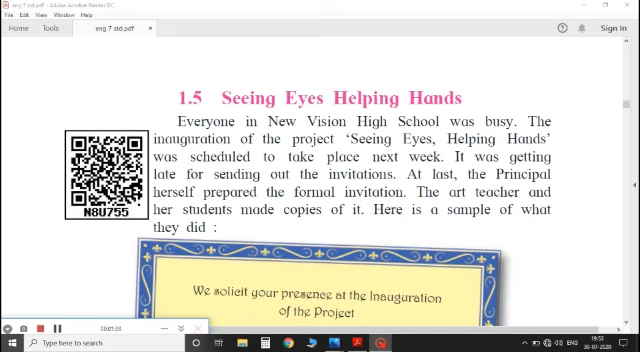 eng 7 std.pdf - Adobe Acrobat Reader DC
File Edit View Window Help
Home Tools eng 7 std.pdf × Sign In
1.5 Seeing Eyes Helping Hands
Everyone in New Vision High School was busy. The
inauguration of the project ‘Seeing Eyes, Helping Hands’
was scheduled to take place next week. It was getting
late for sending out the invitations. At last, the Principal
herself prepared the formal invitation. The art teacher and
her students made copies of it. Here is a sample of what
they did :
N8U755
We solicit your presence at the Inauguration
of the Project
00:01:38
Type here to search
ENG
19:53
30-07-2020